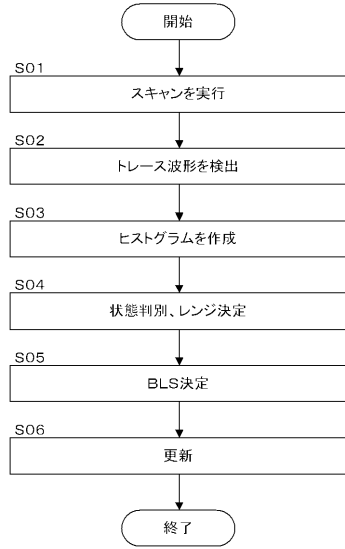 開始
S01
スキャンを実行
S02
トレース波形を検出
S03
ヒストグラムを作成
S04
状態判別、レンジ決定
S05
BLS決定
S06
更新
終了